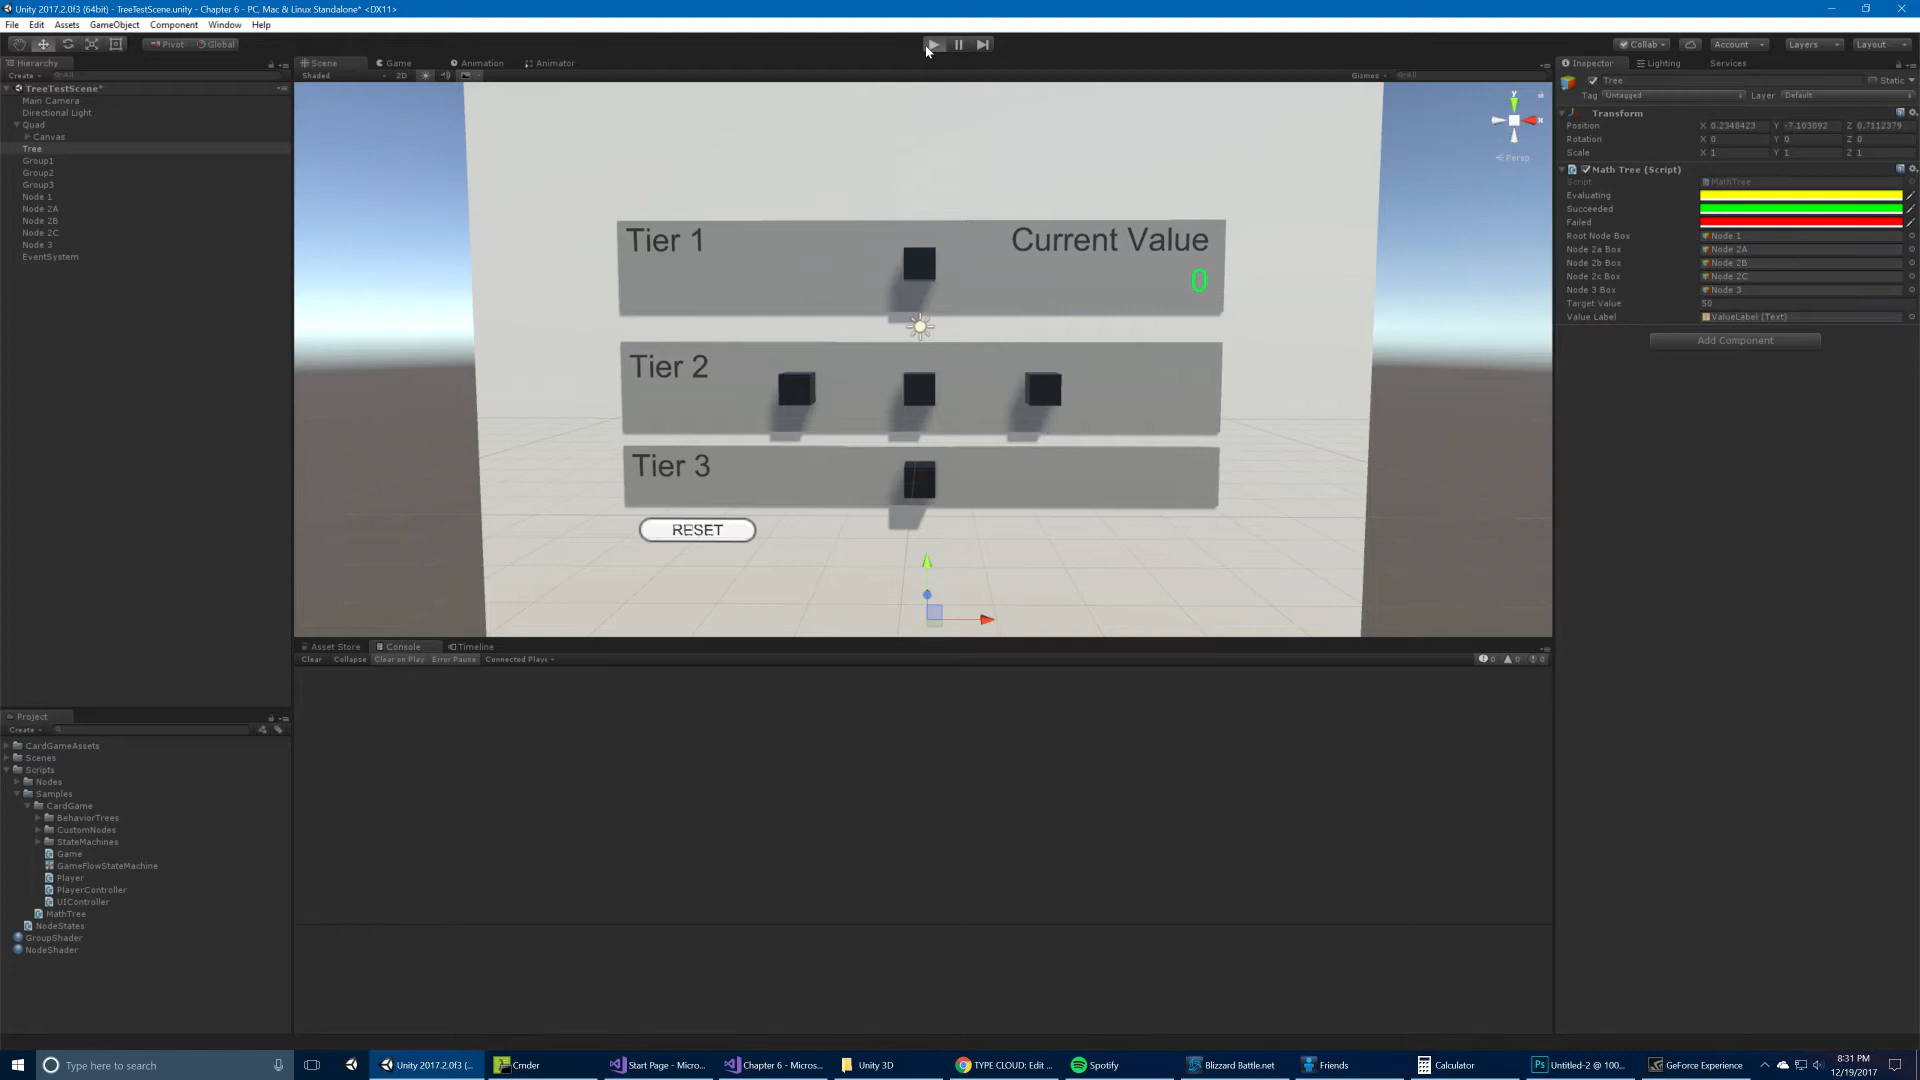 Unity 2017.2.0f3 (64bit) - TreeTestScene.unity - Chapter 6 - PC, Mac & Linux Standalone* <DX11>
File Edit Assets GameObject Component Window Help
Pivot Global Collab Account Layers Layout
Hierarchy
Create All
TreeTestScene*
Main Camera
Directional Light
Quad
Canvas
Tree
Group1
Group2
Group3
Node 1
Node 2A
Node 2B
Node 2C
Node 3
EventSystem
Scene Game Animation Animator
Shaded 2D Gizmos All
y
x
Persp
Tier 1 Current Value
0
Tier 2
Tier 3
RESET
Asset Store Console Timeline
Clear Collapse Clear on Play Error Pause Connected Playe
0 0 0
Inspector Lighting Services
Tree Static
Tag Untagged Layer Default
Transform
Position X 0.2348423 Y -7.103092 Z 0.7112379
Rotation X 0 Y 0 Z 0
Scale X 1 Y 1 Z 1
Math Tree (Script)
Script MathTree
Evaluating
Succeeded
Failed
Root Node Box Node 1
Node 2a Box Node 2A
Node 2b Box Node 2B
Node 2c Box Node 2C
Node 3 Box Node 3
Target Value 50
Value Label ValueLabel (Text)
Add Component
Project
Create
CardGameAssets
Scenes
Scripts
Nodes
Samples
CardGame
BehaviorTrees
CustomNodes
StateMachines
Game
GameFlowStateMachine
Player
PlayerController
UIController
MathTree
NodeStates
GroupShader
NodeShader
Type here to search
Unity 2017.2.0f3 (...
Cmder
Start Page - Micro...
Chapter 6 - Micros...
Unity 3D
TYPE CLOUD: Edit ...
Spotify
Blizzard Battle.net
Friends
Calculator
Untitled-2 @ 100...
GeForce Experience
8:31 PM
12/19/2017